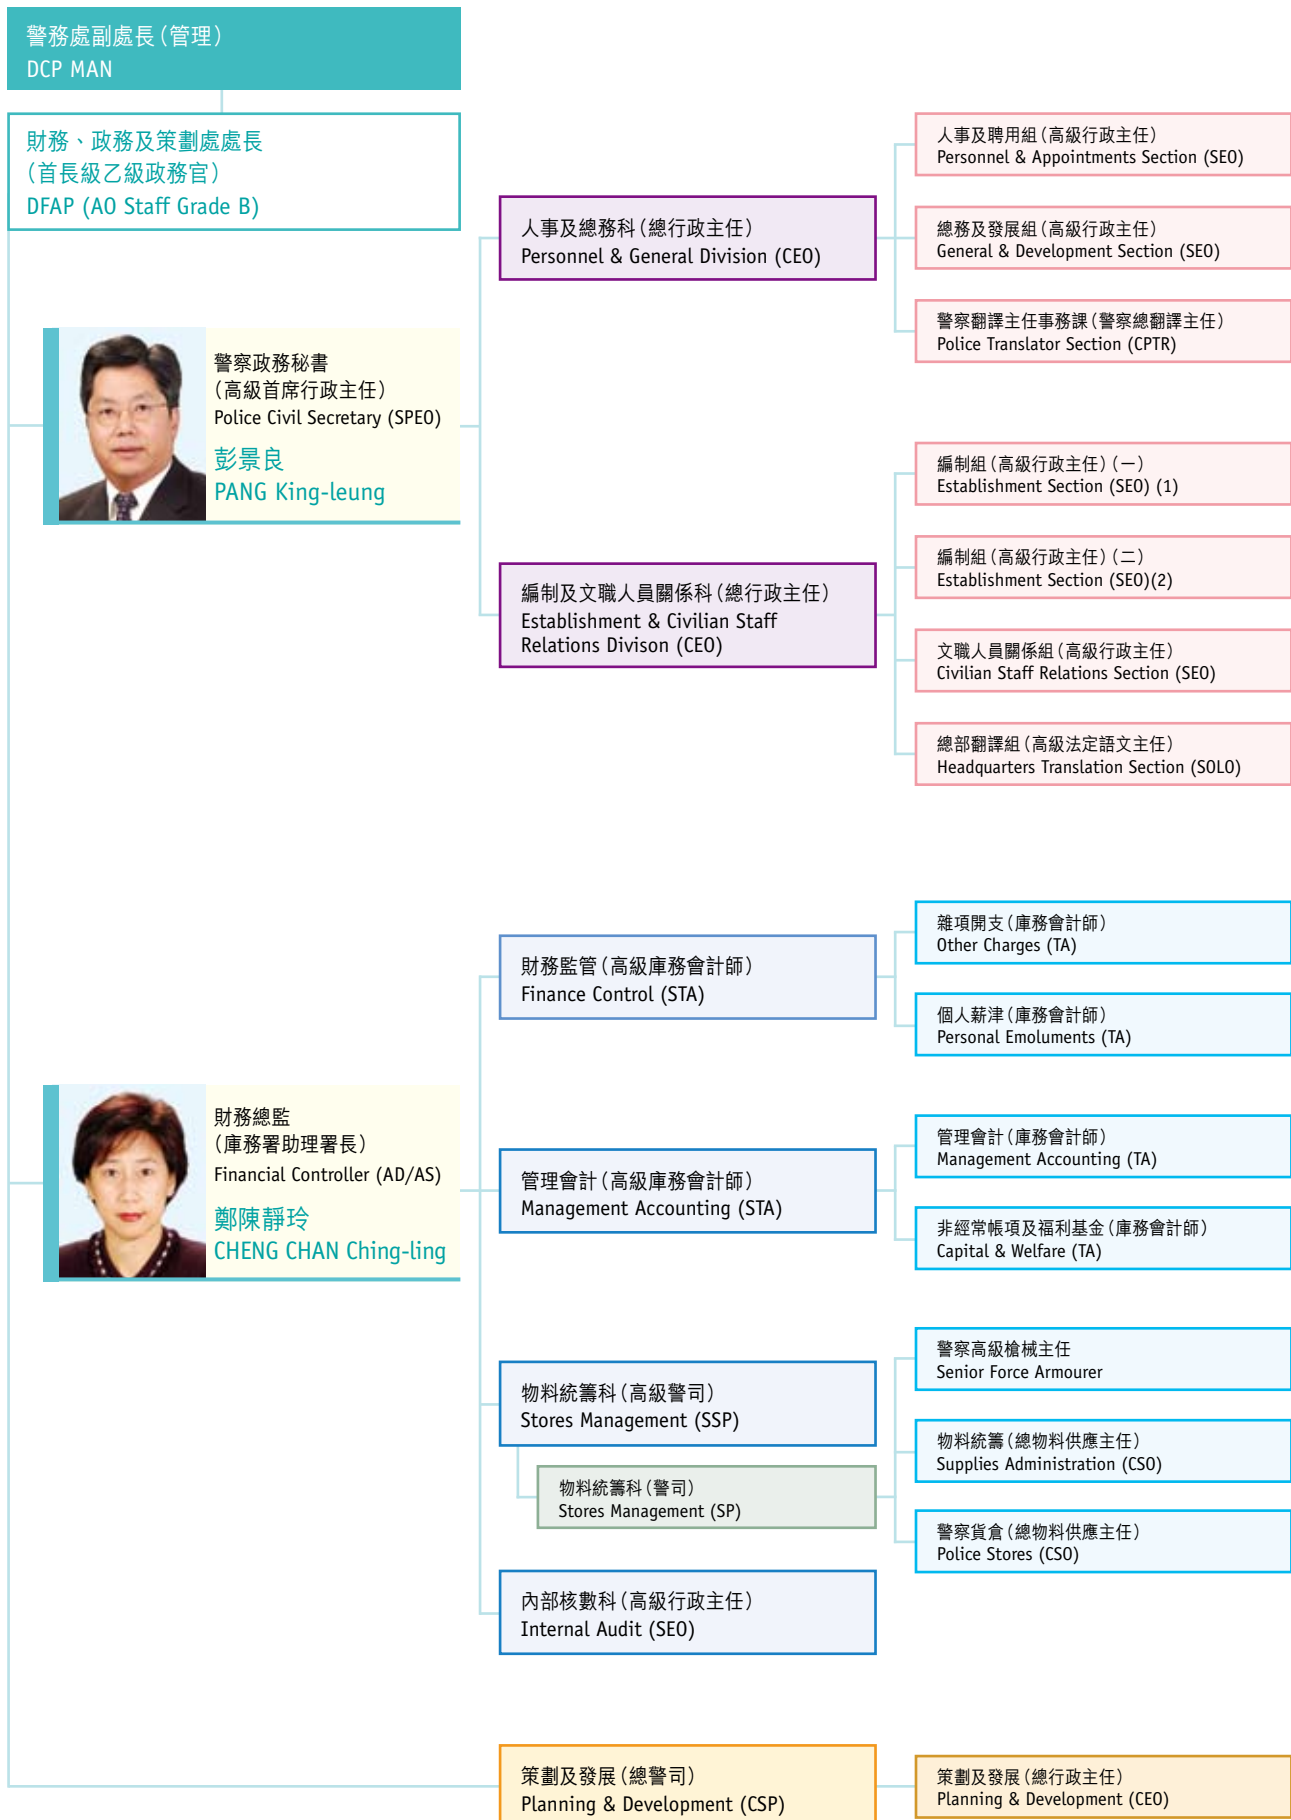 警務處副處長（管理）
DCP MAN
財務、政務及策劃處處長
（首長級乙級政務官）
DFAP (AO Staff Grade B)
警察政務秘書
（高級首席行政主任）
Police Civil Secretary (SPEO)
彭景良
PANG King-leung
人事及總務科（總行政主任）
Personnel & General Division (CEO)
人事及聘用組（高級行政主任）
Personnel & Appointments Section (SEO)
總務及發展組（高級行政主任）
General & Development Section (SEO)
警察翻譯主任事務課（警察總翻譯主任）
Police Translator Section (CPTR)
編制及文職人員關係科（總行政主任）
Establishment & Civilian Staff
Relations Divison (CEO)
編制組（高級行政主任）（一）
Establishment Section (SEO) (1)
編制組（高級行政主任）（二）
Establishment Section (SEO)(2)
文職人員關係組（高級行政主任）
Civilian Staff Relations Section (SEO)
總部翻譯組（高級法定語文主任）
Headquarters Translation Section (SOLO)
財務總監
（庫務署助理署長）
Financial Controller (AD/AS)
鄭陳靜玲
CHENG CHAN Ching-ling
財務監管（高級庫務會計師）
Finance Control (STA)
雜項開支（庫務會計師）
Other Charges (TA)
個人薪津（庫務會計師）
Personal Emoluments (TA)
管理會計（高級庫務會計師）
Management Accounting (STA)
管理會計（庫務會計師）
Management Accounting (TA)
非經常帳項及福利基金（庫務會計師）
Capital & Welfare (TA)
物料統籌科（高級警司）
Stores Management (SSP)
物料統籌科（警司）
Stores Management (SP)
警察高級槍械主任
Senior Force Armourer
物料統籌（總物料供應主任）
Supplies Administration (CSO)
警察貨倉（總物料供應主任）
Police Stores (CSO)
內部核數科（高級行政主任）
Internal Audit (SEO)
策劃及發展（總警司）
Planning & Development (CSP)
策劃及發展（總行政主任）
Planning & Development (CEO)